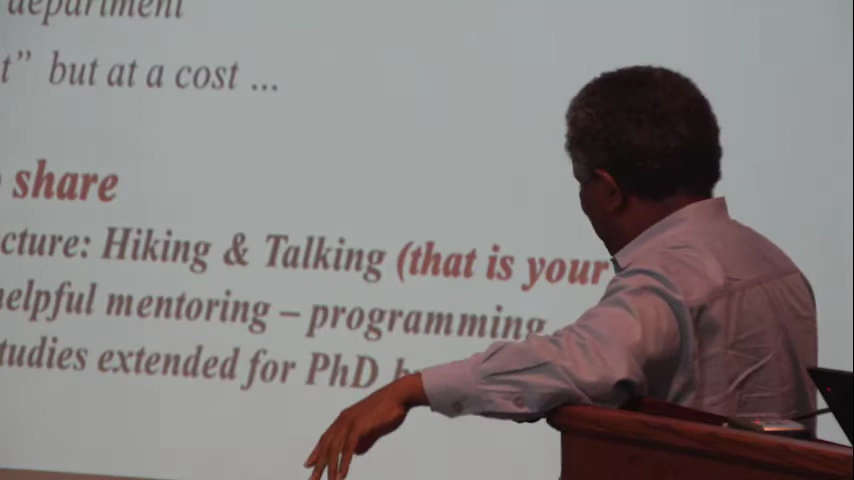 department
t” but at a cost ...
share
cture: Hiking & Talking (that is your
helpful mentoring – programming
tudies extended for PhD